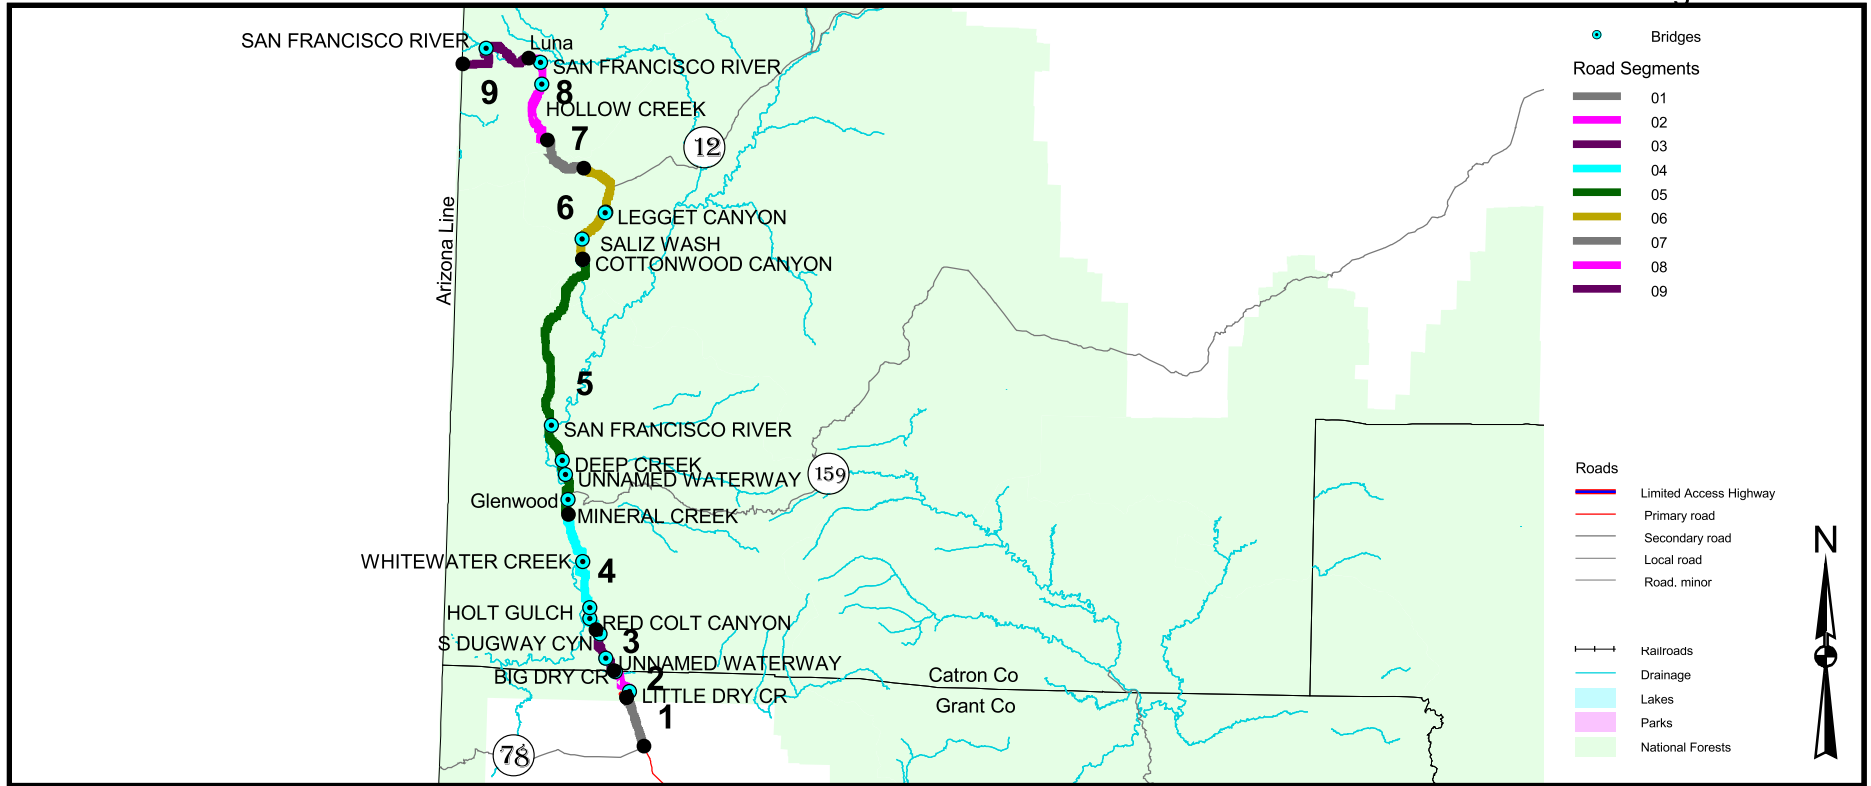 SAN FRANCISCO RIVER
Luna
SAN FRANCISCO RIVER
9
8
HOLLOW CREEK
7
12
6
LEGGET CANYON
SALIZ WASH
COTTONWOOD CANYON
Arizona Line
5
SAN FRANCISCO RIVER
DEEP CREEK
UNNAMED WATERWAY
159
Glenwood
MINERAL CREEK
WHITEWATER CREEK
4
HOLT GULCH
RED COLT CANYON
S DUGWAY CYN
3
UNNAMED WATERWAY
BIG DRY CR
2
LITTLE DRY CR
Catron Co
Grant Co
1
78
Bridges
Road Segments
01
02
03
04
05
06
07
08
09
Roads
Limited Access Highway
Primary road
Secondary road
Local road
Road, minor
Railroads
Drainage
Lakes
Parks
National Forests
N